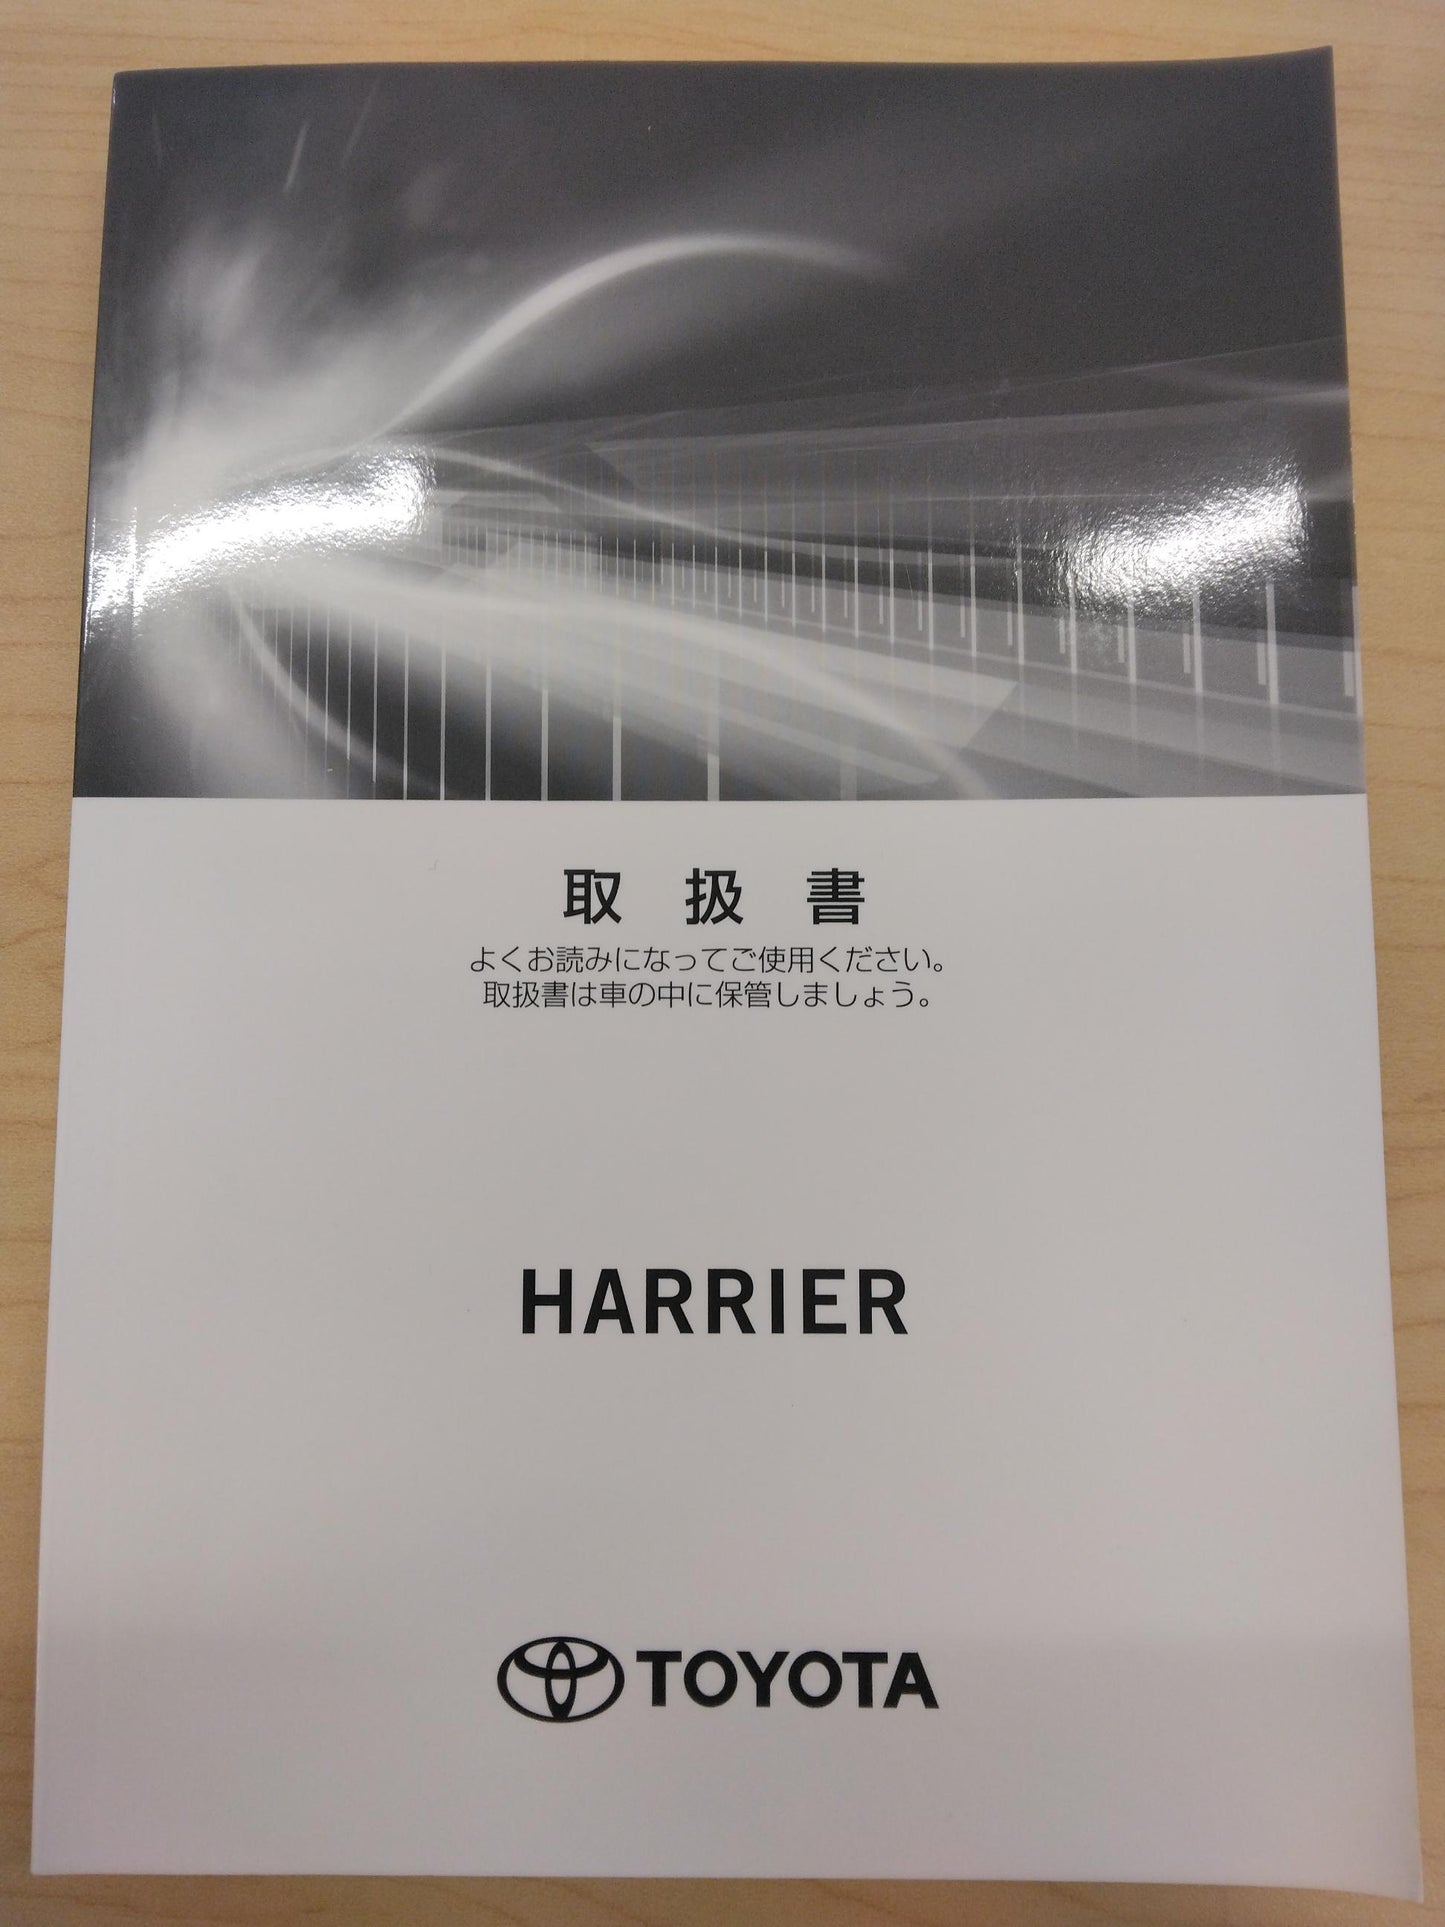 取扱書
よくお読みになってご使用ください。
取扱書は車の中に保管しましょう。
HARRIER
TOYOTA